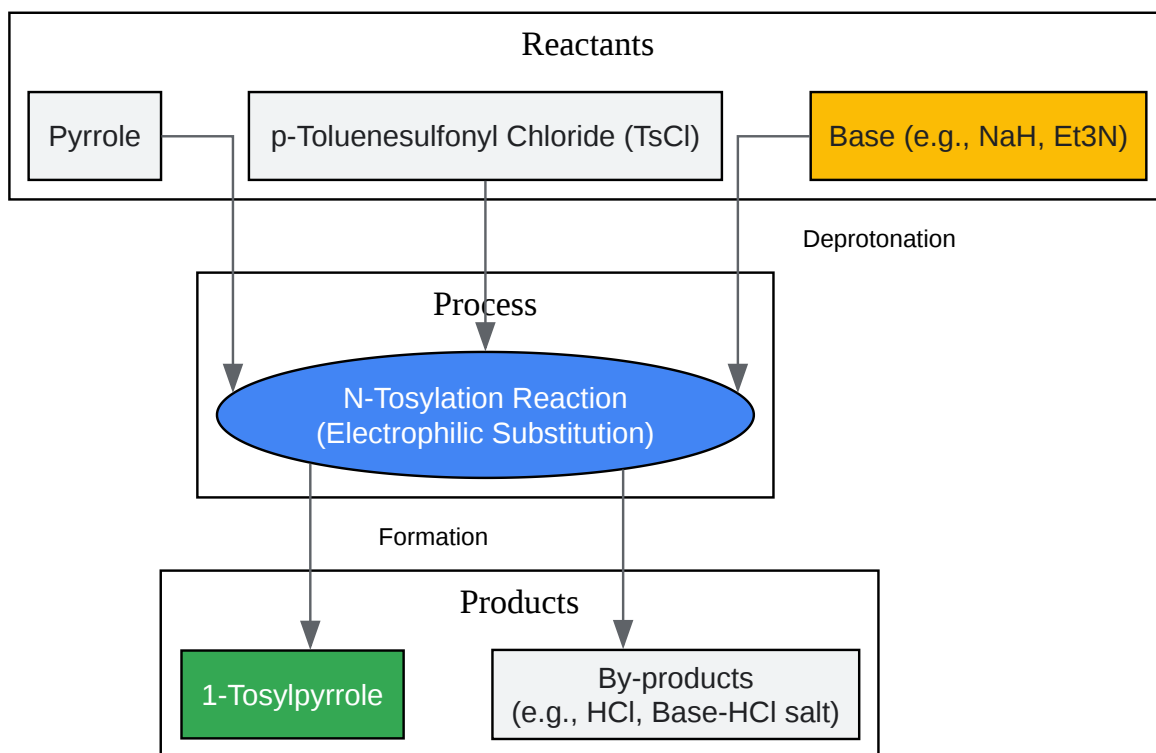 Reactants
Pyrrole
p-Toluenesulfonyl Chloride (TsCl)
Base (e.g., NaH, Et3N)
Deprotonation
Process
N-Tosylation Reaction
(Electrophilic Substitution)
Formation
Products
1-Tosylpyrrole
By-products
(e.g., HCl, Base-HCl salt)